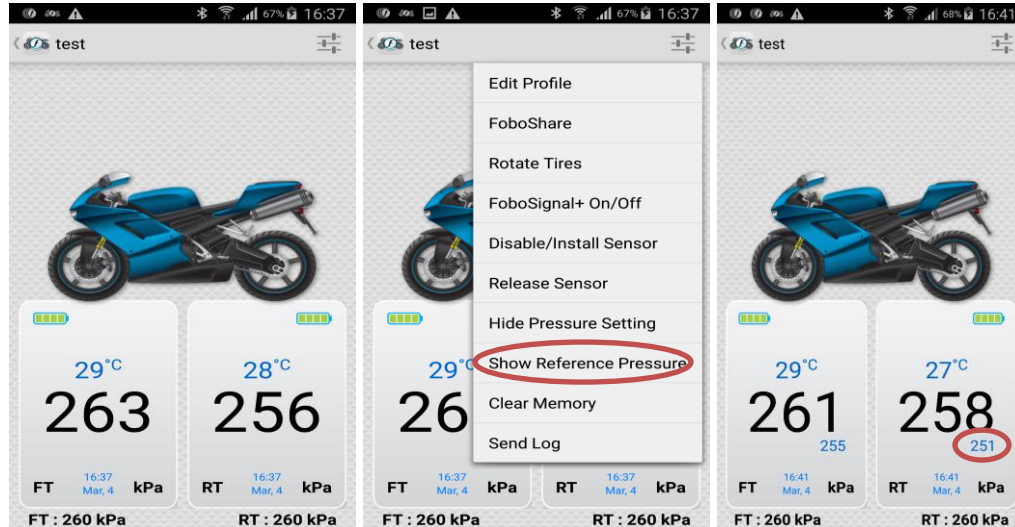 67% 16:37
test
29°C
28°C
263
256
FT 16:37 Mar, 4 kPa
RT 16:37 Mar, 4 kPa
FT : 260 kPa
RT : 260 kPa
67% 16:37
test
Edit Profile
FoboShare
Rotate Tires
FoboSignal+ On/Off
Disable/Install Sensor
Release Sensor
Hide Pressure Setting
Show Reference Pressure
Clear Memory
Send Log
29°C
26
FT 16:37 Mar, 4 kPa
RT 16:37 Mar, 4 kPa
FT : 260 kPa
RT : 260 kPa
68% 16:41
test
29°C
27°C
261
258
255
251
FT 16:41 Mar, 4 kPa
RT 16:41 Mar, 4 kPa
FT : 260 kPa
RT : 260 kPa